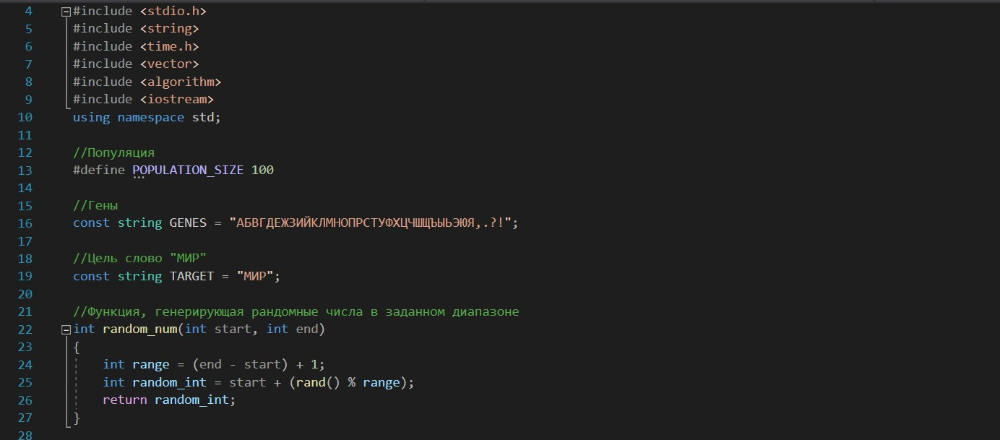 4 #include <stdio.h>
5 #include <string>
6 #include <time.h>
7 #include <vector>
8 #include <algorithm>
9 #include <iostream>
10 using namespace std;
11
12 //Популяция
13 #define POPULATION_SIZE 100
14
15 //Гены
16 const string GENES = "АБВГДЕЖЗИЙКЛМНОПРСТУФХЦЧШЩЪЫЬЭЮЯ,.?!";
17
18 //Цель слово "МИР"
19 const string TARGET = "МИР";
20
21 //Функция, генерирующая рандомные числа в заданном диапазоне
22 int random_num(int start, int end)
23 {
24 int range = (end - start) + 1;
25 int random_int = start + (rand() % range);
26 return random_int;
27 }
28